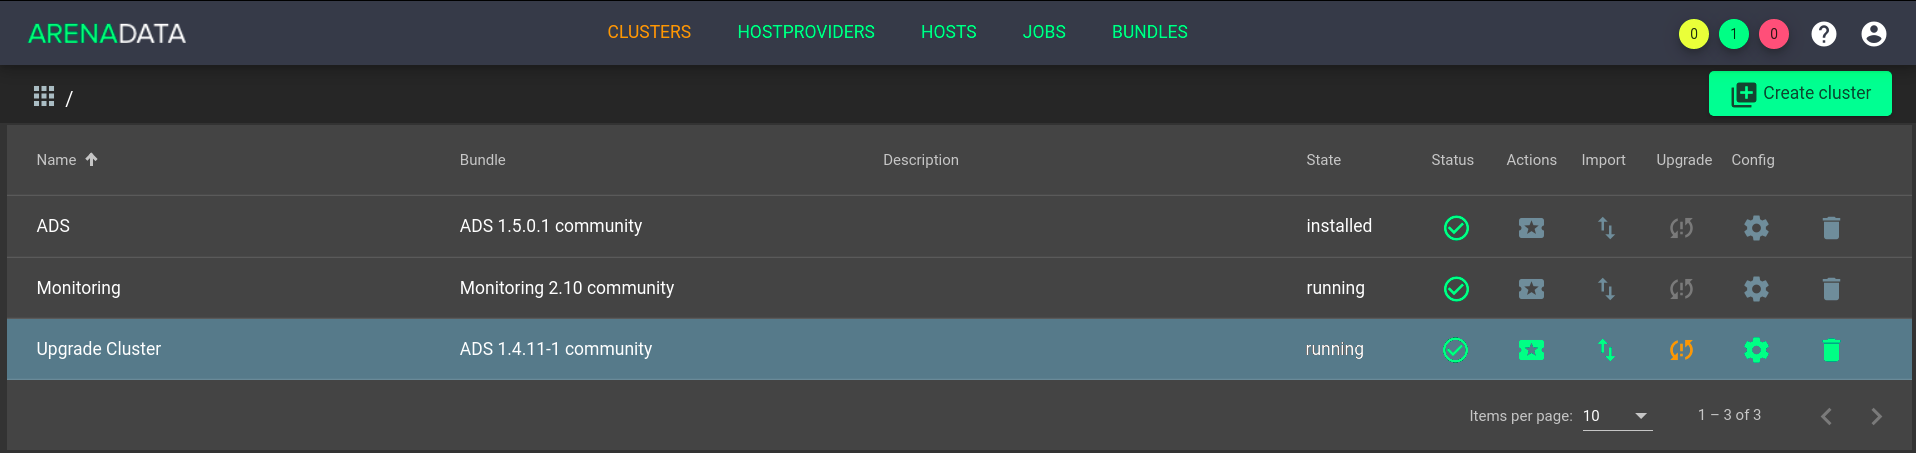 ARENADATA CLUSTERS HOSTPROVIDERS HOSTS JOBS BUNDLES 0 1 0 ?
/ Create cluster
Name Bundle Description State Status Actions Import Upgrade Config
ADS ADS 1.5.0.1 community installed
Monitoring Monitoring 2.10 community running
Upgrade Cluster ADS 1.4.11-1 community running
Items per page: 10 1 – 3 of 3